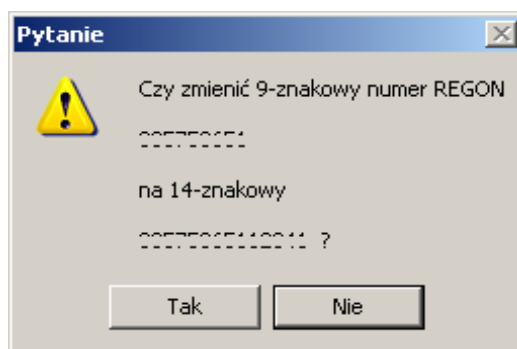 Pytanie
Czy zmienić 9-znakowy numer REGON
na 14-znakowy
?
Tak
Nie